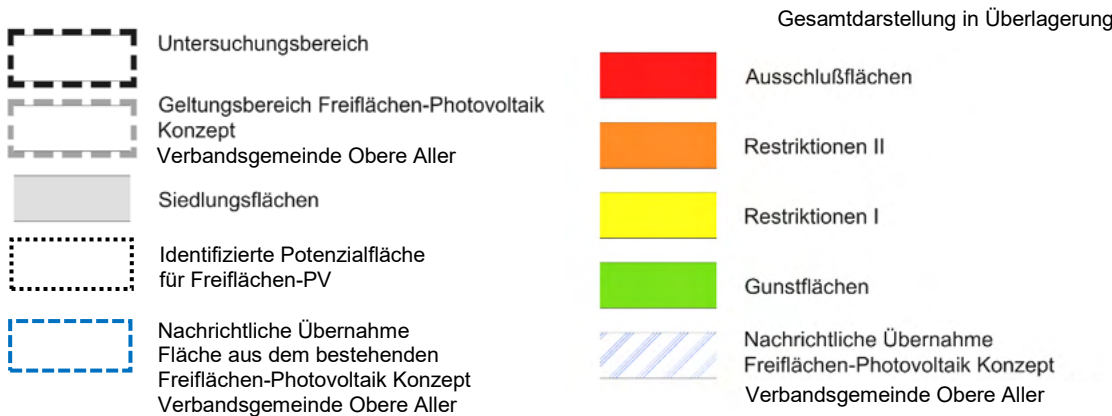 Untersuchungsbereich
Geltungsbereich Freiflächen-Photovoltaik
Konzept
Verbandsgemeinde Obere Aller
Siedlungsflächen
Identifizierte Potenzialfläche
für Freiflächen-PV
Nachrichtliche Übernahme
Fläche aus dem bestehenden
Freiflächen-Photovoltaik Konzept
Verbandsgemeinde Obere Aller
Gesamtdarstellung in Überlagerung
Ausschlußflächen
Restriktionen II
Restriktionen I
Gunstflächen
Nachrichtliche Übernahme
Freiflächen-Photovoltaik Konzept
Verbandsgemeinde Obere Aller